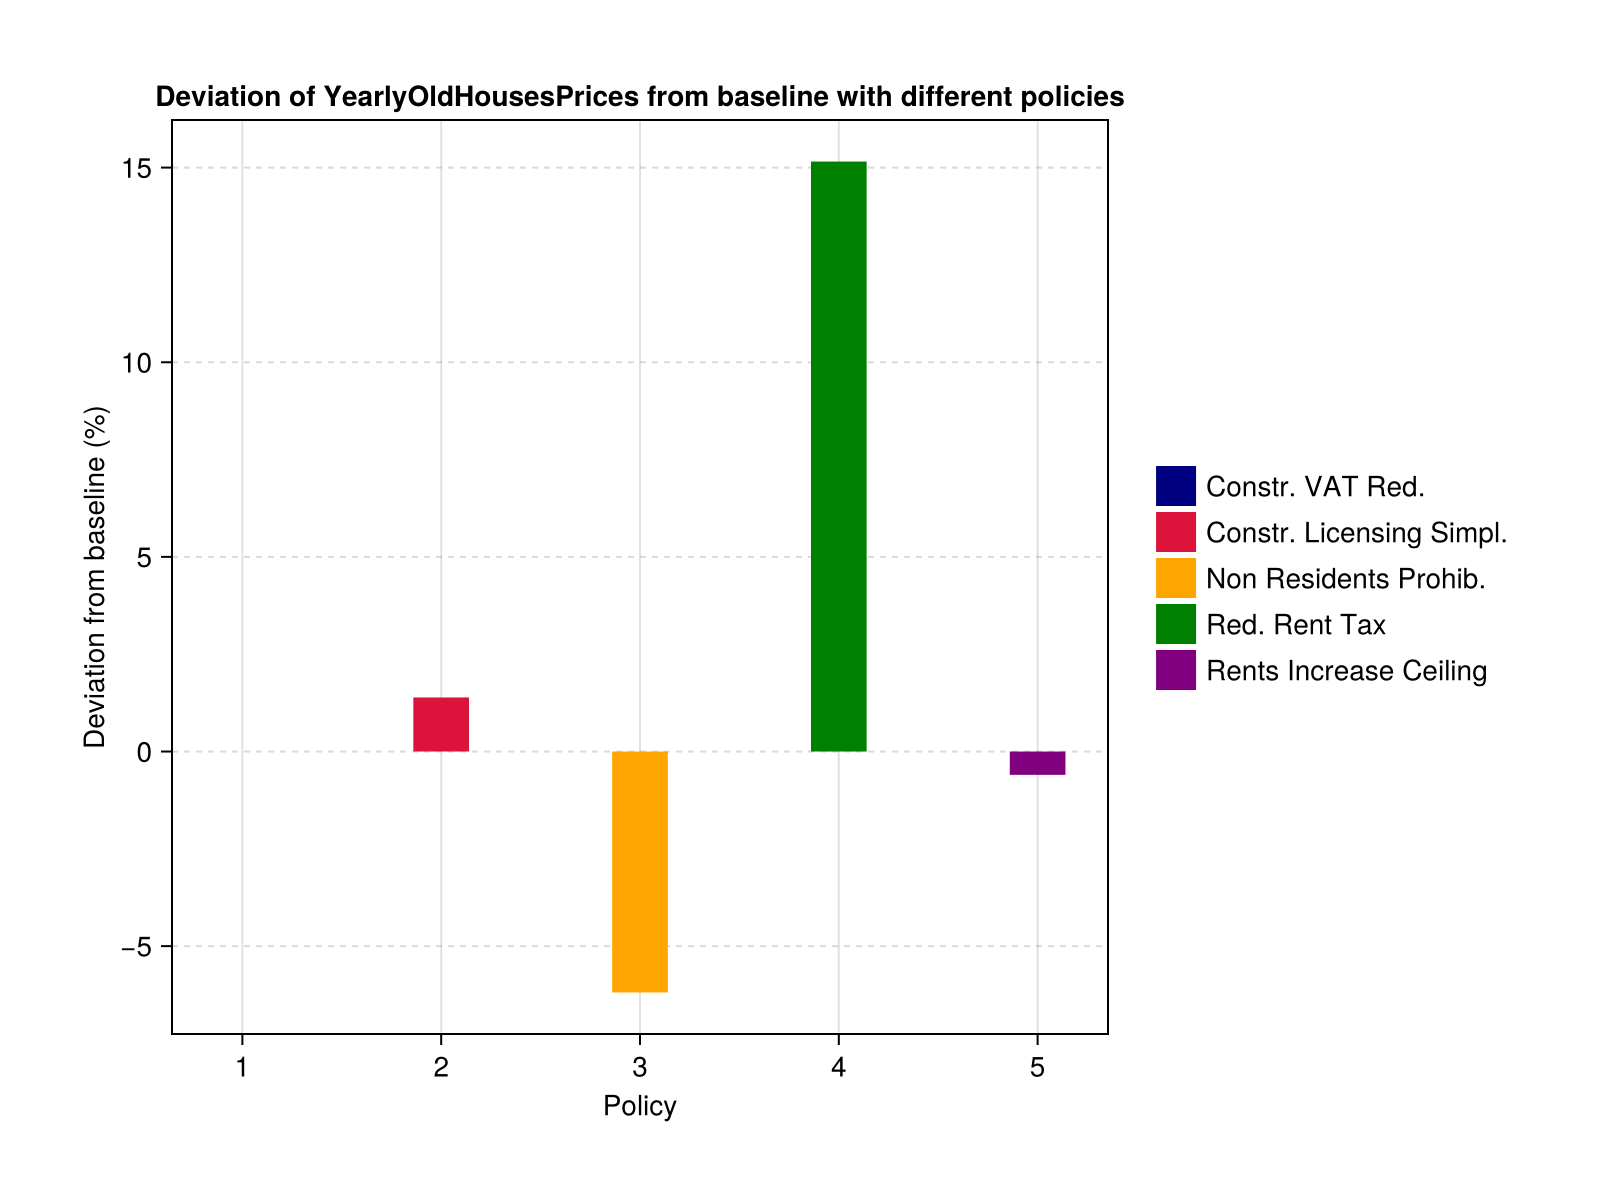 Deviation of YearlyOldHousesPrices from baseline with different policies
Deviation from baseline (%)
15
10
5
0
−5
1 2 3 4 5
Policy
Constr. VAT Red.
Constr. Licensing Simpl.
Non Residents Prohib.
Red. Rent Tax
Rents Increase Ceiling